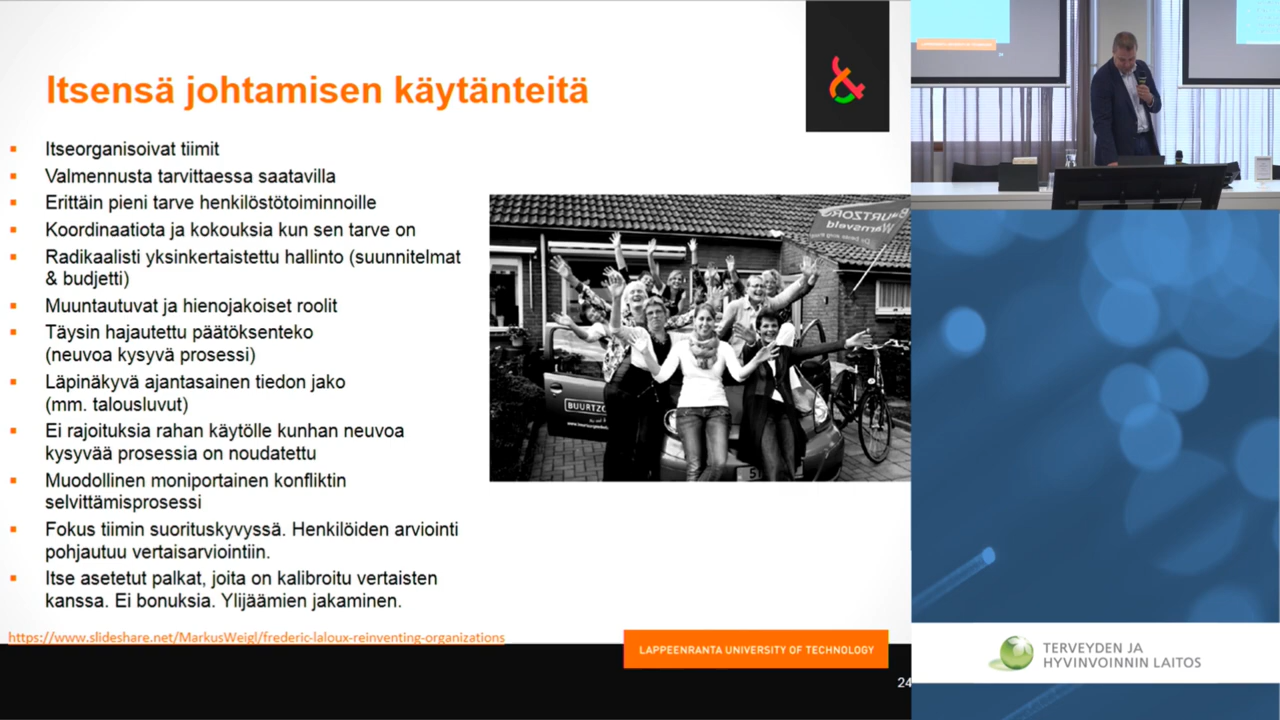 Itsensä johtamisen käytänteitä
&
Itseorganisoivat tiimit
Valmennusta tarvittaessa saatavilla
Erittäin pieni tarve henkilöstötoiminnoille
Koordinaatiota ja kokouksia kun sen tarve on
Radikaalisti yksinkertaistettu hallinto (suunnitelmat
& budjetti)
Muuntautuvat ja hienojakoiset roolit
Täysin hajautettu päätöksenteko
(neuvoa kysyvä prosessi)
Läpinäkyvä ajantasainen tiedon jako
(mm. talousluvut)
Ei rajoituksia rahan käytölle kunhan neuvoa
kysyvää prosessia on noudatettu
Muodollinen moniportainen konfliktin
selvittämisprosessi
Fokus tiimin suorituskyvyssä. Henkilöiden arviointi
pohjautuu vertaisarviointiin.
Itse asetetut palkat, joita on kalibroitu vertaisten
kanssa. Ei bonuksia. Ylijäämien jakaminen.
https://www.slideshare.net/MarkusWeigl/frederic-laloux-reinventing-organizations
LAPPEENRANTA UNIVERSITY OF TECHNOLOGY
24
BUURTZORG
Warnsveld
BUURTZO
TERVEYDEN JA
HYVINVOINNIN LAITOS